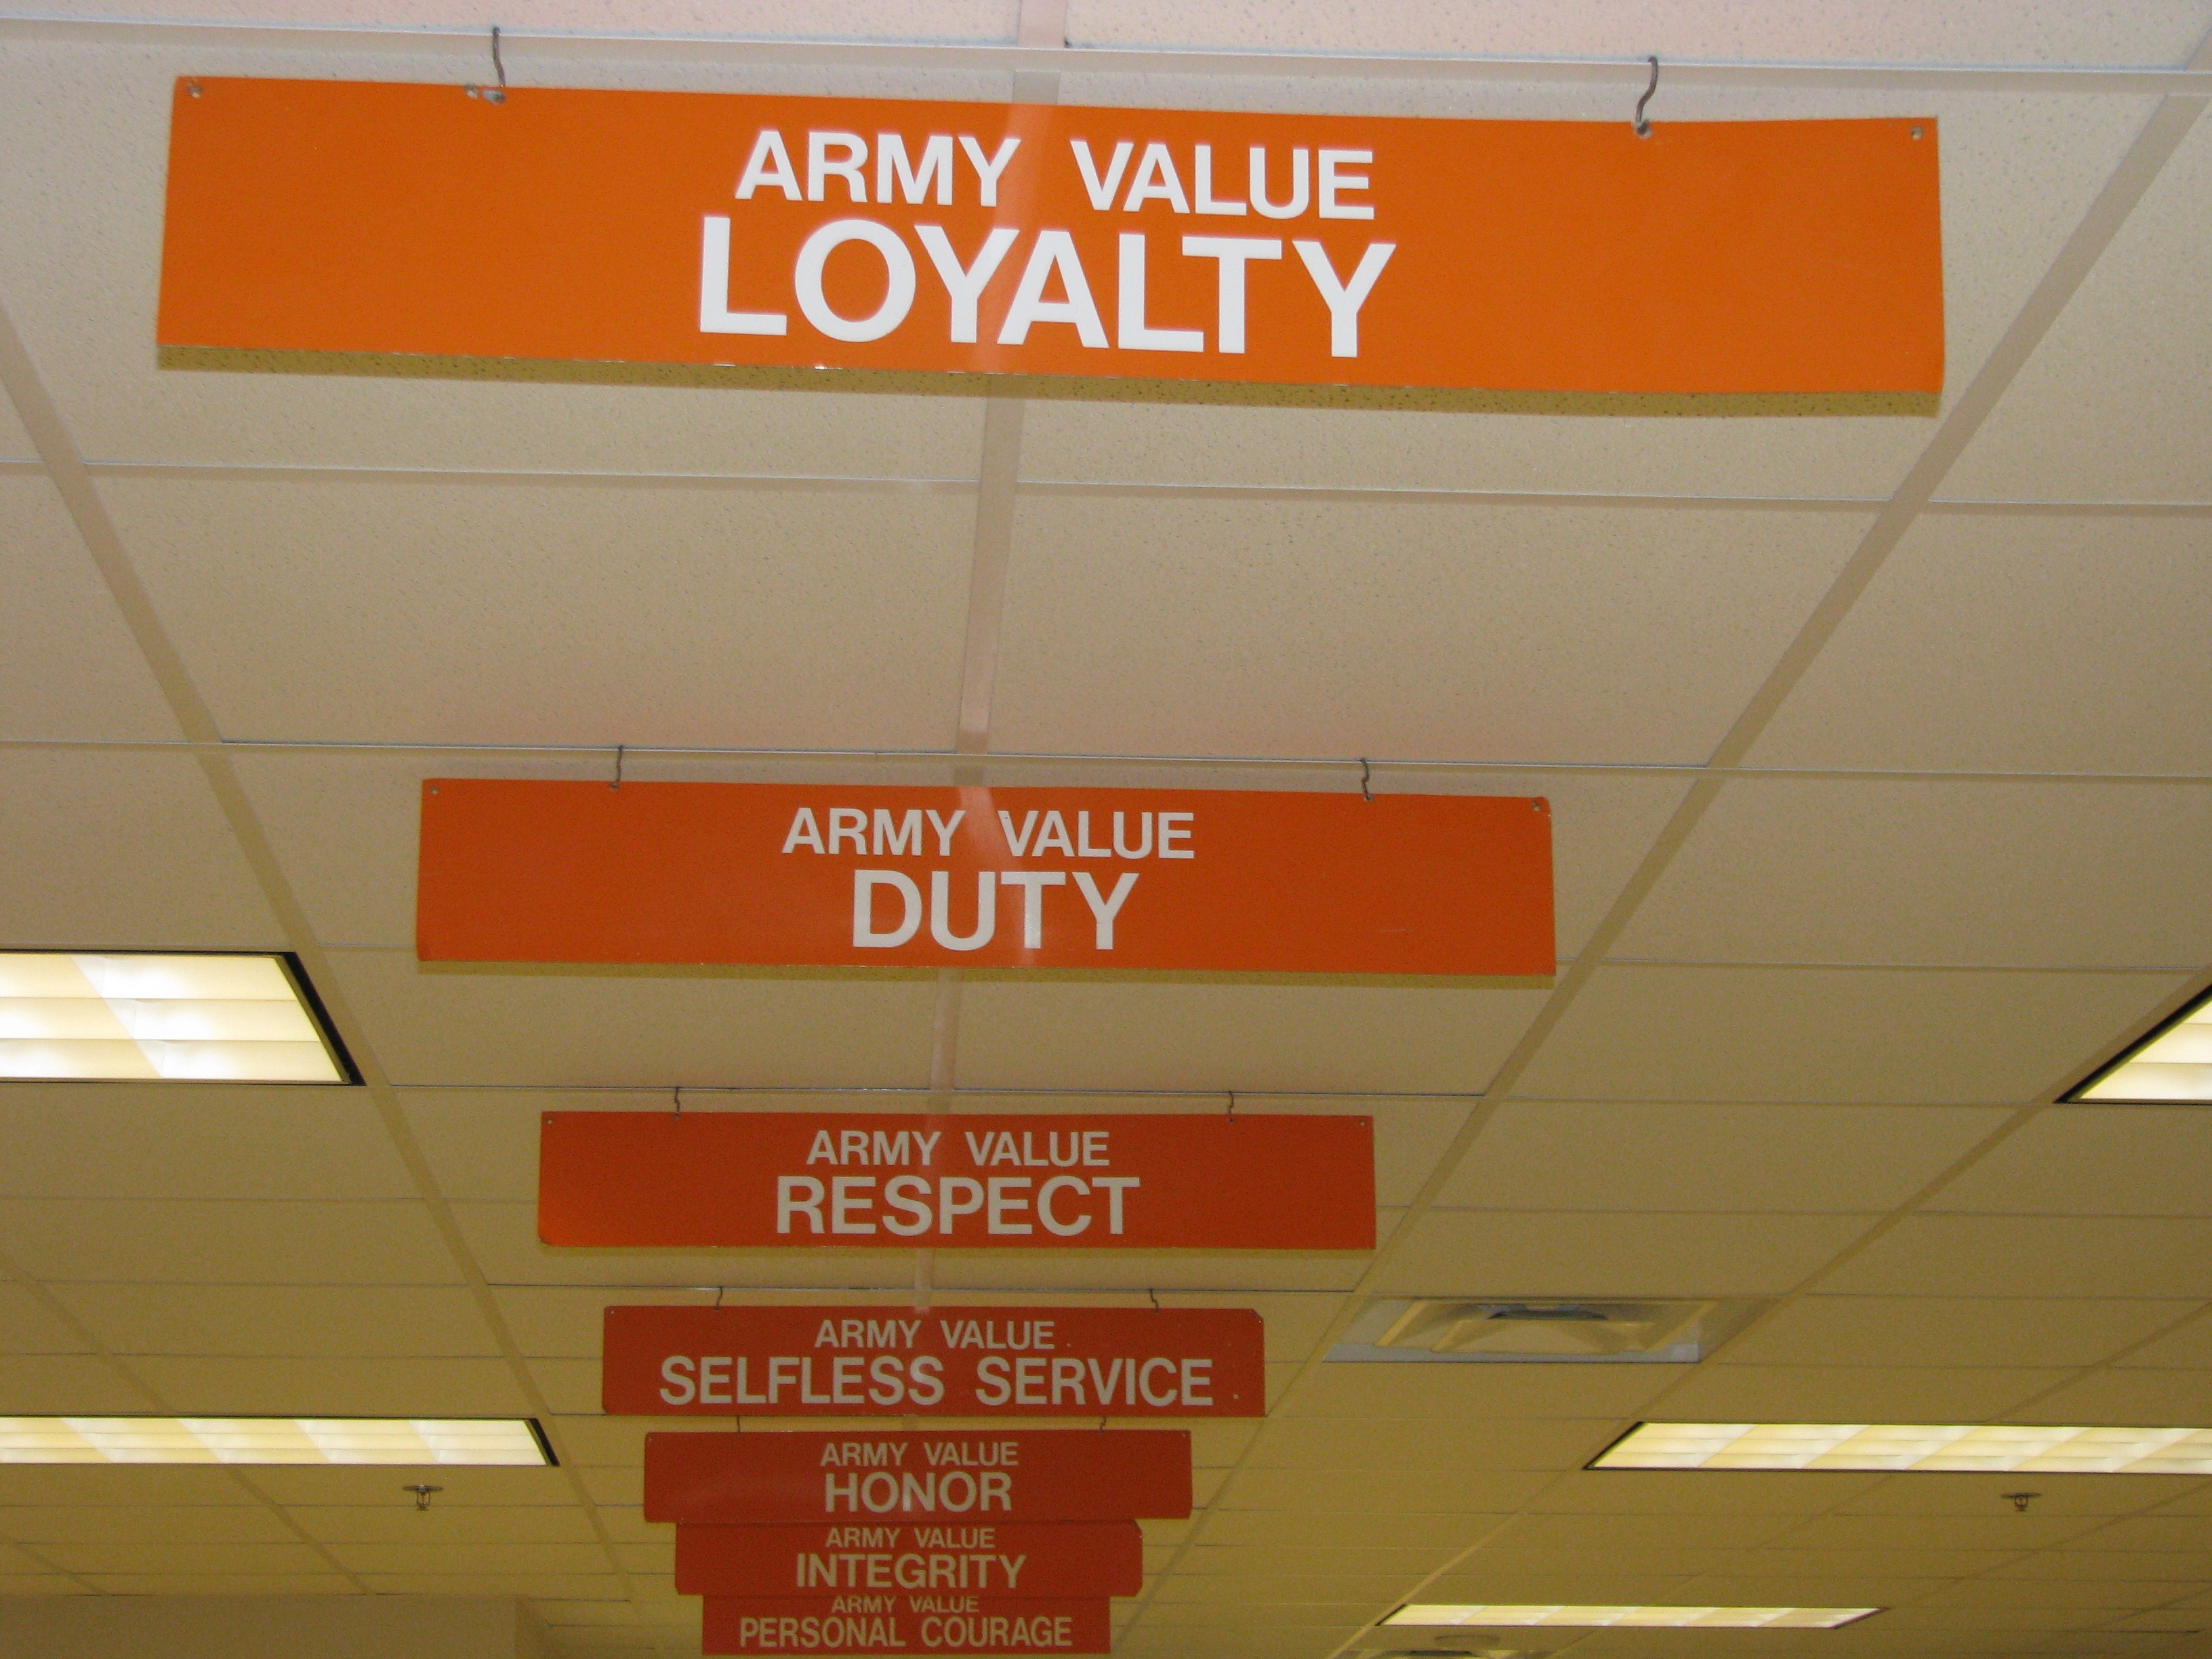 ARMY VALUE
LOYALTY
ARMY VALUE
DUTY
ARMY VALUE
RESPECT
ARMY VALUE
SELFLESS SERVICE
ARMY VALUE
HONOR
ARMY VALUE
INTEGRITY
ARMY VALUE
PERSONAL COURAGE